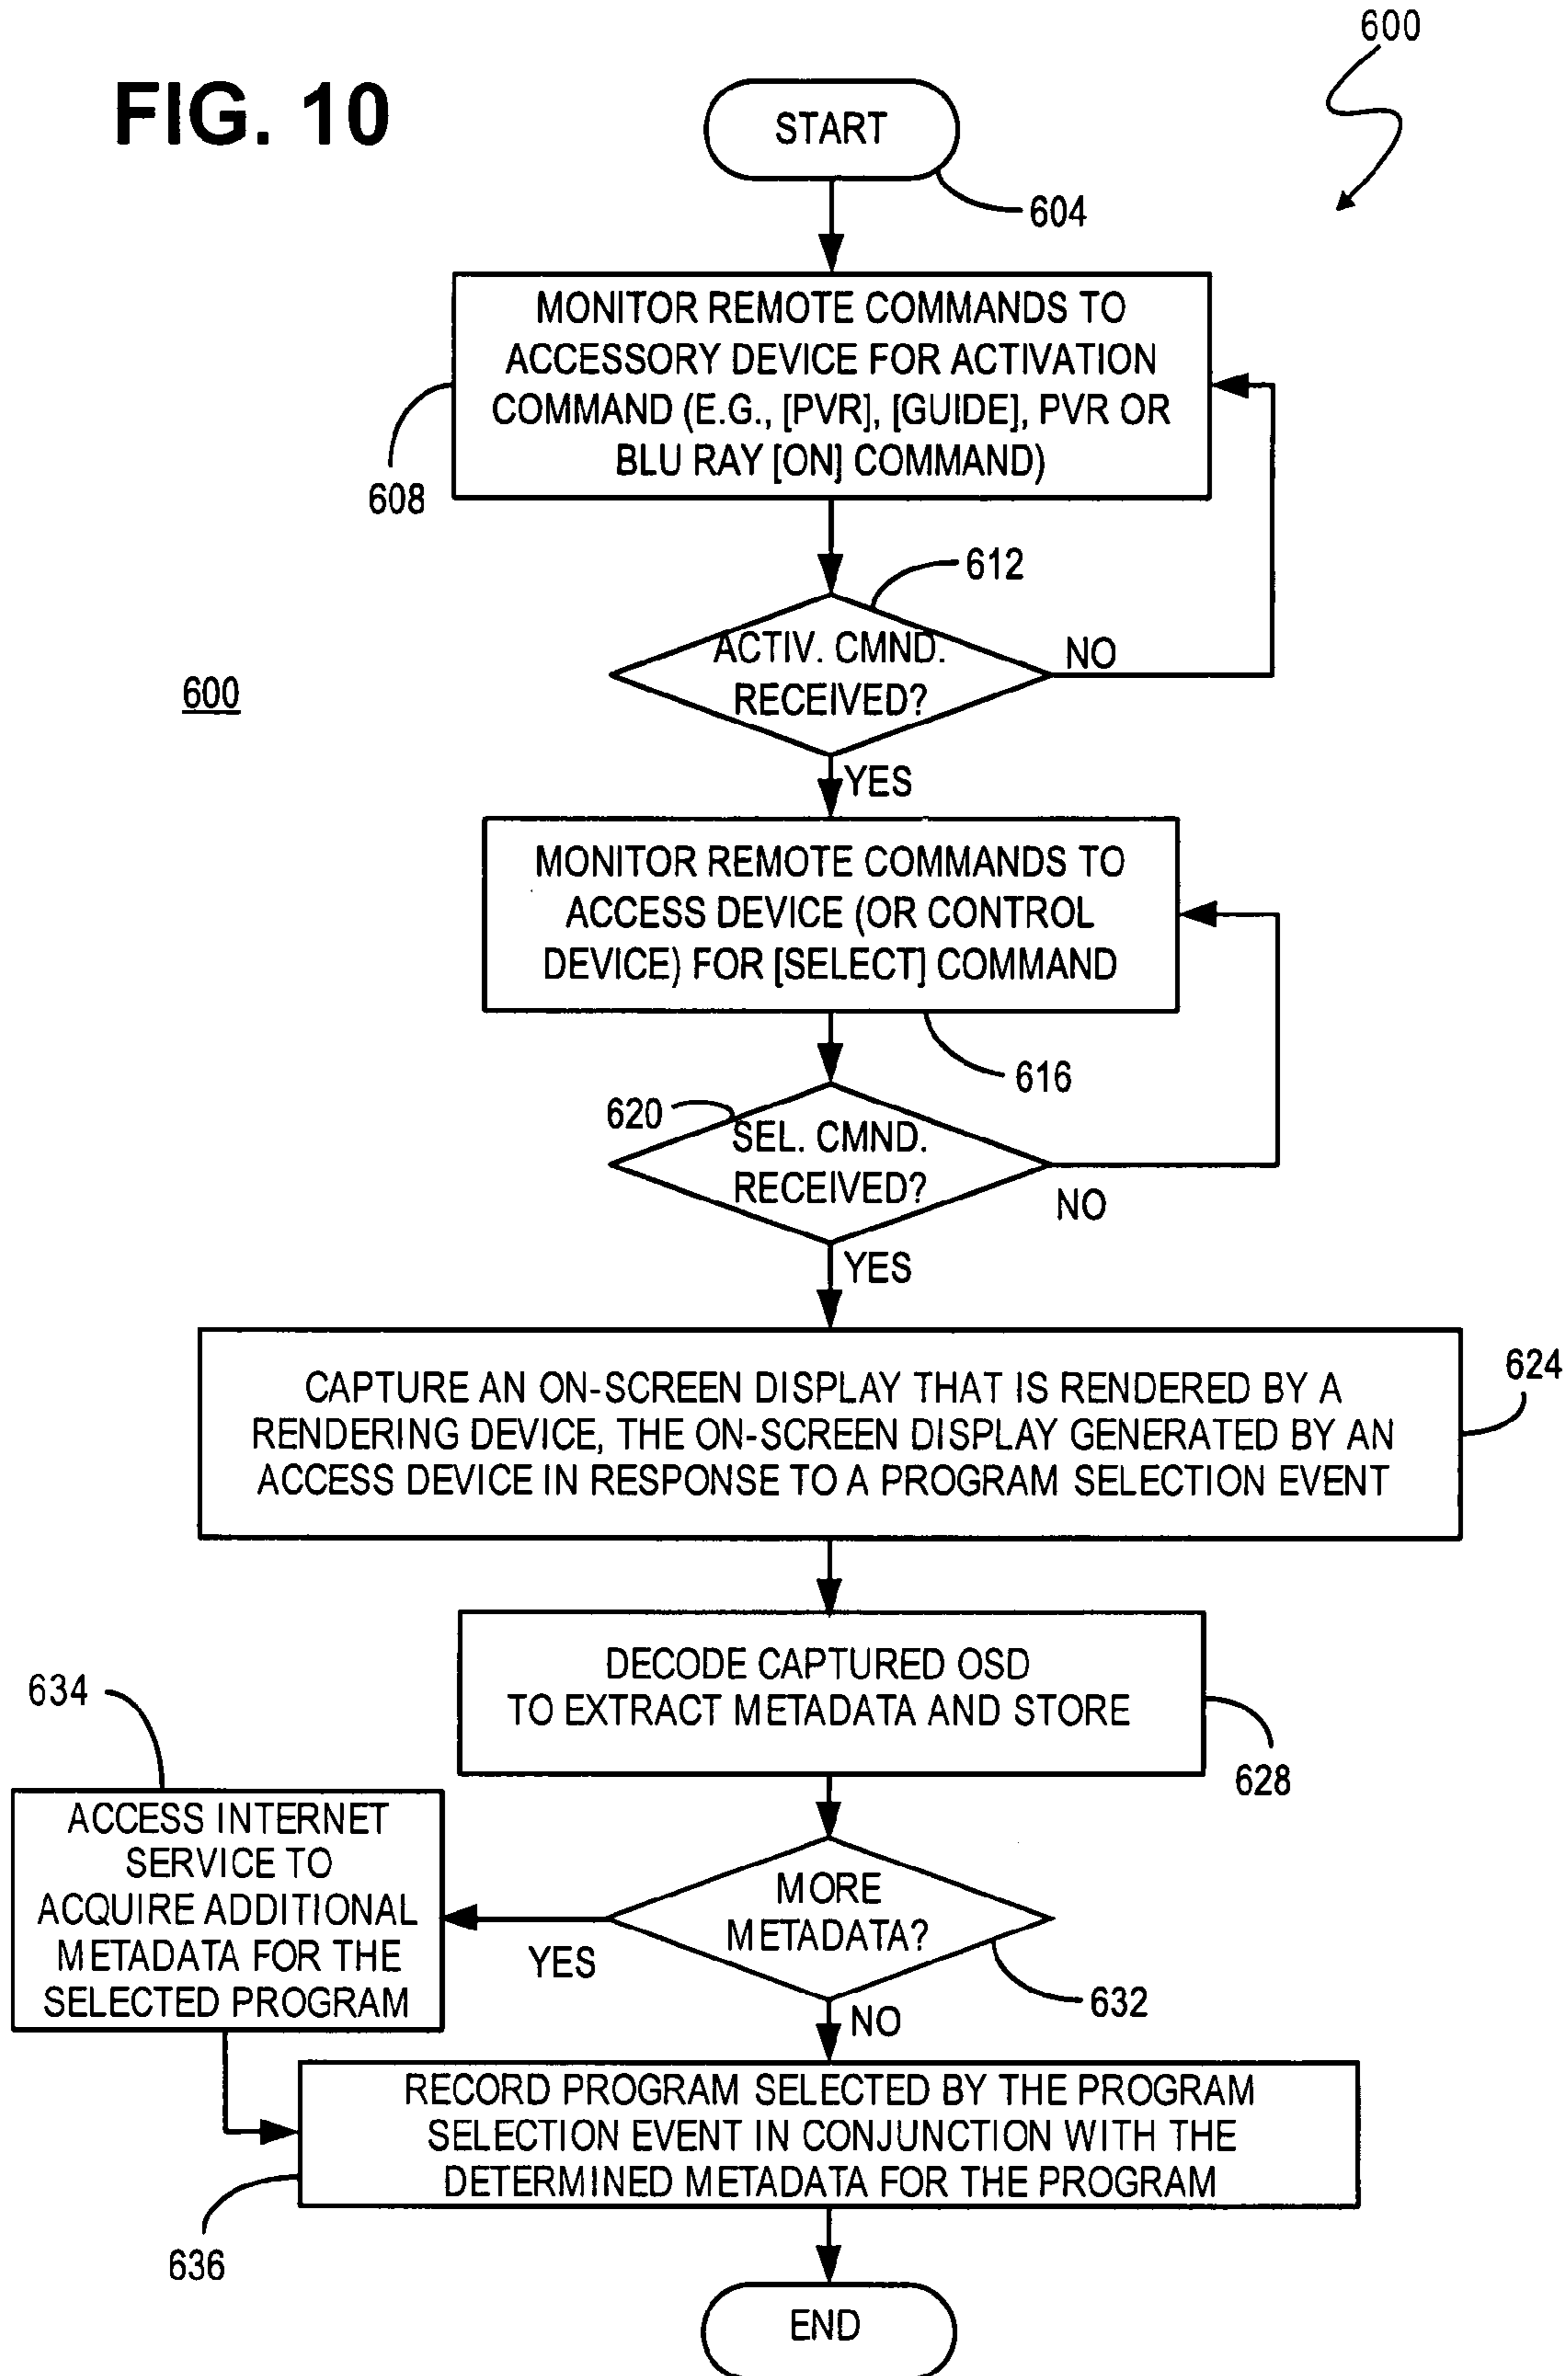 600
FIG. 10
START
604
MONITOR REMOTE COMMANDS TO
ACCESSORY DEVICE FOR ACTIVATION
COMMAND (E.G., [PVR], [GUIDE], PVR OR
BLU RAY [ON] COMMAND)
608
612
ACTIV. CMND.
RECEIVED?
NO
600
YES
MONITOR REMOTE COMMANDS TO
ACCESS DEVICE (OR CONTROL
DEVICE) FOR [SELECT] COMMAND
616
620
SEL. CMND.
RECEIVED?
NO
YES
CAPTURE AN ON-SCREEN DISPLAY THAT IS RENDERED BY A
RENDERING DEVICE, THE ON-SCREEN DISPLAY GENERATED BY AN
ACCESS DEVICE IN RESPONSE TO A PROGRAM SELECTION EVENT
624
DECODE CAPTURED OSD
TO EXTRACT METADATA AND STORE
628
634
ACCESS INTERNET
SERVICE TO
ACQUIRE ADDITIONAL
METADATA FOR THE
SELECTED PROGRAM
MORE
METADATA?
YES
632
NO
RECORD PROGRAM SELECTED BY THE PROGRAM
SELECTION EVENT IN CONJUNCTION WITH THE
DETERMINED METADATA FOR THE PROGRAM
636
END